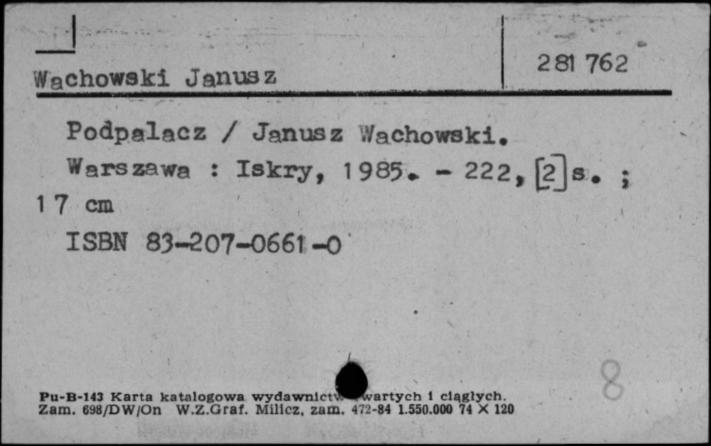 281 762
Wachowski Janusz
Podpalacz / Janusz Wachowski.
Warszawa : Iskry, 1985. - 222, [2]s. ;
17 cm
ISBN 83-207-0661-0
8
Pu-B-143 Karta katalogowa wydawnictw zwartych i ciągłych.
Zam. 698/DW/On W.Z.Graf. Milicz, zam. 472-84 1.550.000 74 X 120